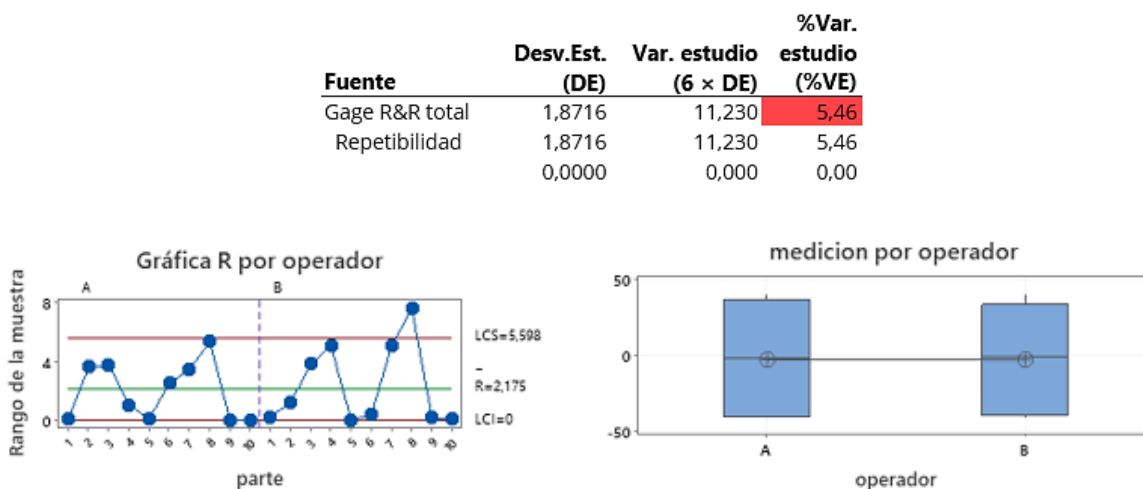 %Var.
Desv.Est. Var. estudio estudio
Fuente (DE) (6 × DE) (%VE)
Gage R&R total 1,8716 11,230 5,46
Repetibilidad 1,8716 11,230 5,46
0,0000 0,000 0,00
Gráfica R por operador
A B
Rango de la muestra
8
4
0
LCS=5,598
_
R=2,175
LCI=0
1 2 3 4 5 6 7 8 9 10 1 2 3 4 5 6 7 8 9 10
parte
medicion por operador
50
0
-50
A B
operador